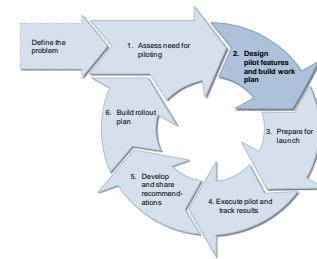 Define the
problem
1. Assess need for
piloting
2. Design
pilot features
and build work
plan
3. Prepare for
launch
4. Execute pilot and
track results
5. Develop
and share
recommend-
ations
6. Build rollout
plan